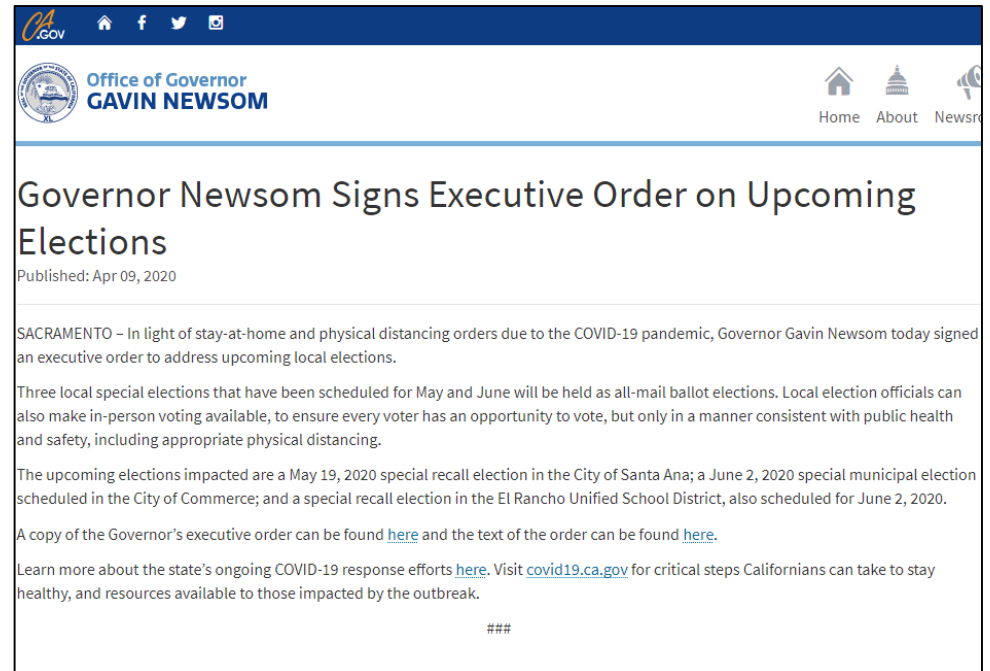 CA.GOV
Office of Governor
GAVIN NEWSOM
Home About Newsro
Governor Newsom Signs Executive Order on Upcoming
Elections
Published: Apr 09, 2020
SACRAMENTO – In light of stay-at-home and physical distancing orders due to the COVID-19 pandemic, Governor Gavin Newsom today signed
an executive order to address upcoming local elections.
Three local special elections that have been scheduled for May and June will be held as all-mail ballot elections. Local election officials can
also make in-person voting available, to ensure every voter has an opportunity to vote, but only in a manner consistent with public health
and safety, including appropriate physical distancing.
The upcoming elections impacted are a May 19, 2020 special recall election in the City of Santa Ana; a June 2, 2020 special municipal election
scheduled in the City of Commerce; and a special recall election in the El Rancho Unified School District, also scheduled for June 2, 2020.
A copy of the Governor’s executive order can be found here and the text of the order can be found here.
Learn more about the state’s ongoing COVID-19 response efforts here. Visit covid19.ca.gov for critical steps Californians can take to stay
healthy, and resources available to those impacted by the outbreak.
###